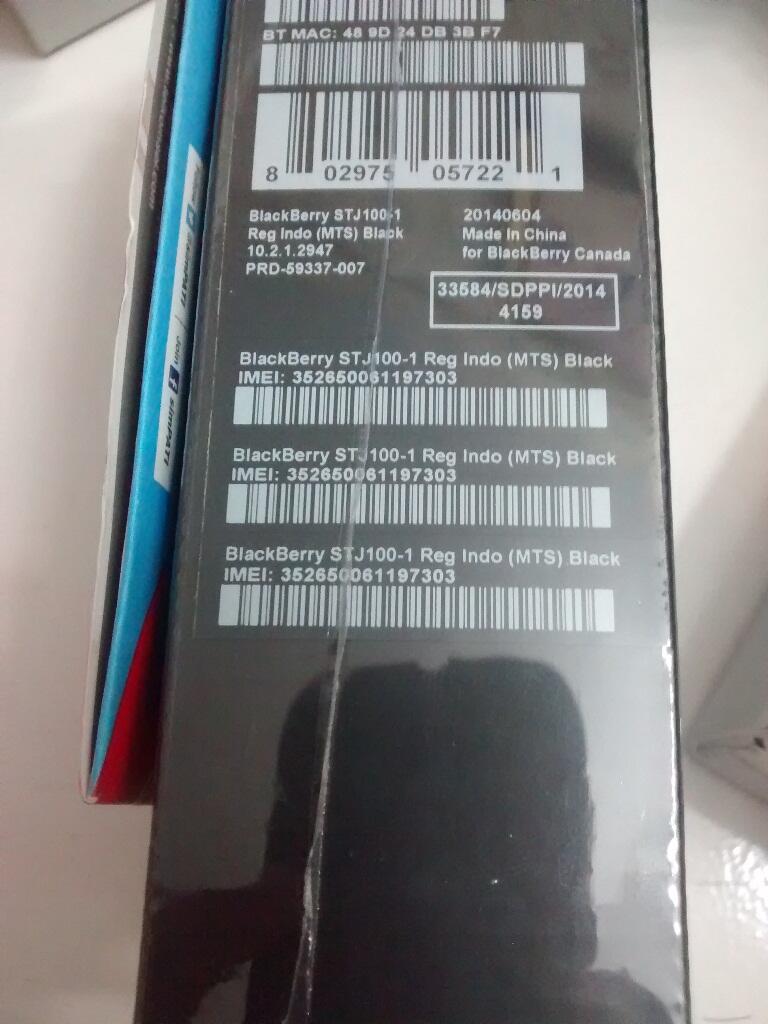 BT MAC: 48 9D 24 DB 3B F7
8 02975 05722 1
BlackBerry STJ100-1
Reg Indo (MTS) Black
10.2.1.2947
PRD-59337-007
20140604
Made In China
for BlackBerry Canada
33584/SDPPI/2014
4159
BlackBerry STJ100-1 Reg Indo (MTS) Black
IMEI: 352650061197303
BlackBerry STJ100-1 Reg Indo (MTS) Black
IMEI: 352650061197303
BlackBerry STJ100-1 Reg Indo (MTS) Black
IMEI: 352650061197303
Join simPATI